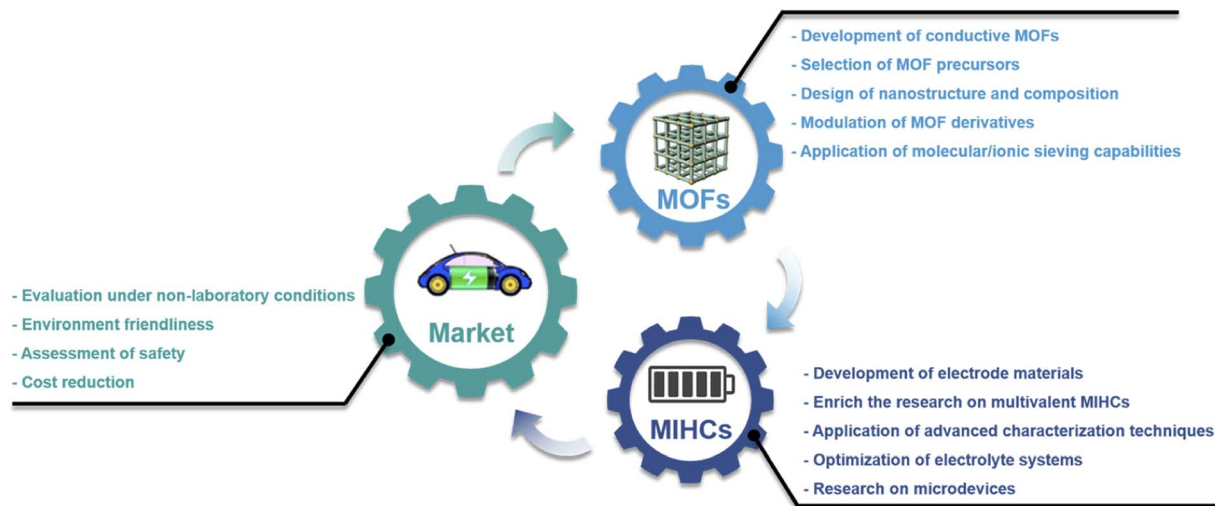 - Development of conductive MOFs
- Selection of MOF precursors
- Design of nanostructure and composition
- Modulation of MOF derivatives
- Application of molecular/ionic sieving capabilities
MOFs
- Evaluation under non-laboratory conditions
- Environment friendliness
- Assessment of safety
- Cost reduction
Market
MIHCs
- Development of electrode materials
- Enrich the research on multivalent MIHCs
- Application of advanced characterization techniques
- Optimization of electrolyte systems
- Research on microdevices